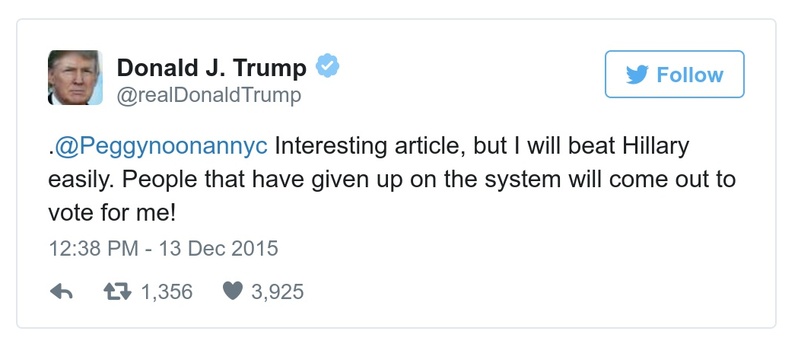 Donald J. Trump
@realDonaldTrump
Follow
.@Peggynoonannyc Interesting article, but I will beat Hillary
easily. People that have given up on the system will come out to
vote for me!
12:38 PM - 13 Dec 2015
1,356 3,925